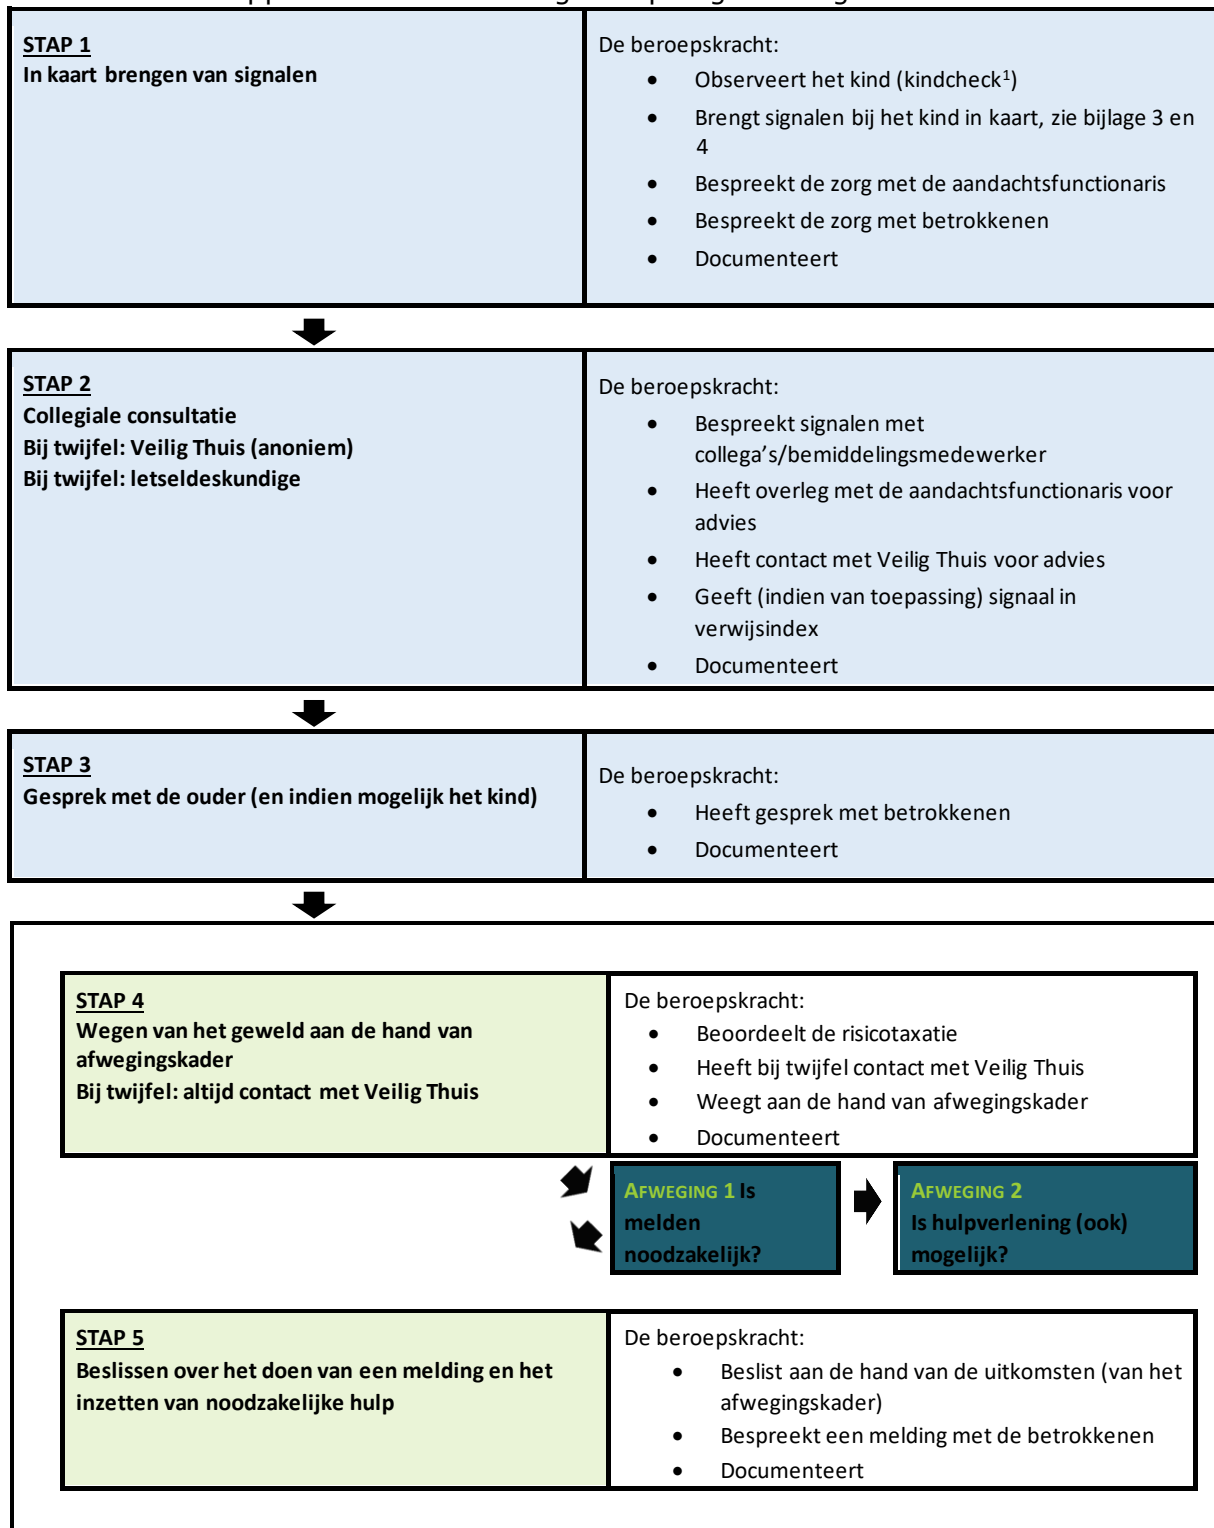 STAP 1
In kaart brengen van signalen
De beroepskracht:
• Observeert het kind (kindcheck¹)
• Brengt signalen bij het kind in kaart, zie bijlage 3 en
4
• Bespreekt de zorg met de aandachtsfunctionaris
• Bespreekt de zorg met betrokkenen
• Documenteert
STAP 2
Collegiale consultatie
Bij twijfel: Veilig Thuis (anoniem)
Bij twijfel: letseldeskundige
De beroepskracht:
• Bespreekt signalen met
collega’s/bemiddelingsmedewerker
• Heeft overleg met de aandachtsfunctionaris voor
advies
• Heeft contact met Veilig Thuis voor advies
• Geeft (indien van toepassing) signaal in
verwijsindex
• Documenteert
STAP 3
Gesprek met de ouder (en indien mogelijk het kind)
De beroepskracht:
• Heeft gesprek met betrokkenen
• Documenteert
STAP 4
Wegen van het geweld aan de hand van
afwegingskader
Bij twijfel: altijd contact met Veilig Thuis
De beroepskracht:
• Beoordeelt de risicotaxatie
• Heeft bij twijfel contact met Veilig Thuis
• Weegt aan de hand van afwegingskader
• Documenteert
AFWEGING 1 Is
melden
noodzakelijk?
AFWEGING 2
Is hulpverlening (ook)
mogelijk?
STAP 5
Beslissen over het doen van een melding en het
inzetten van noodzakelijke hulp
De beroepskracht:
• Beslist aan de hand van de uitkomsten (van het
afwegingskader)
• Bespreekt een melding met de betrokkenen
• Documenteert